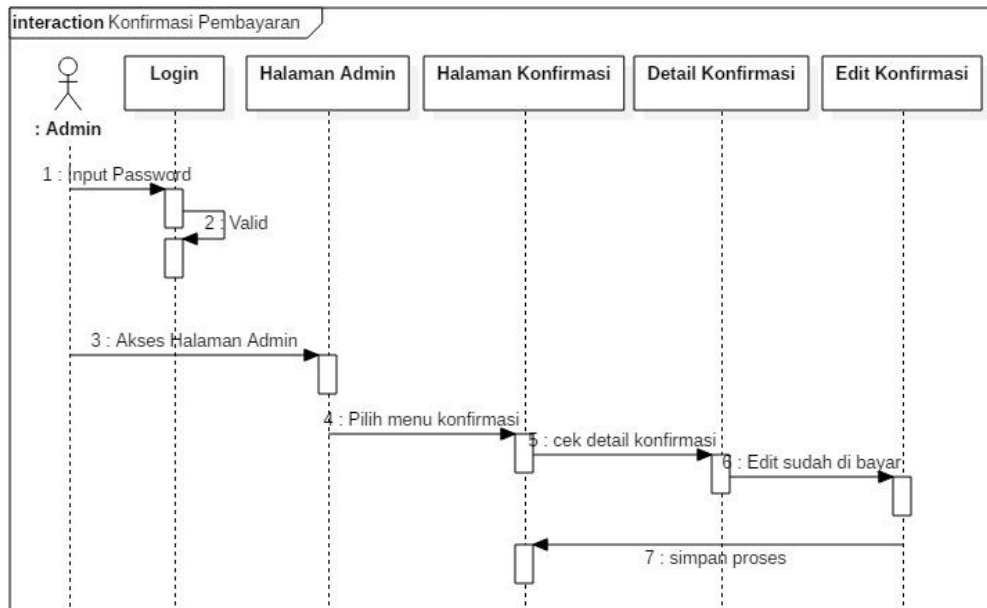 interaction Konfirmasi Pembayaran
Login
Halaman Admin
Halaman Konfirmasi
Detail Konfirmasi
Edit Konfirmasi
: Admin
1 : Input Password
2 : Valid
3 : Akses Halaman Admin
4 : Pilih menu konfirmasi
5 : cek detail konfirmasi
6 : Edit sudah di bayar
7 : simpan proses